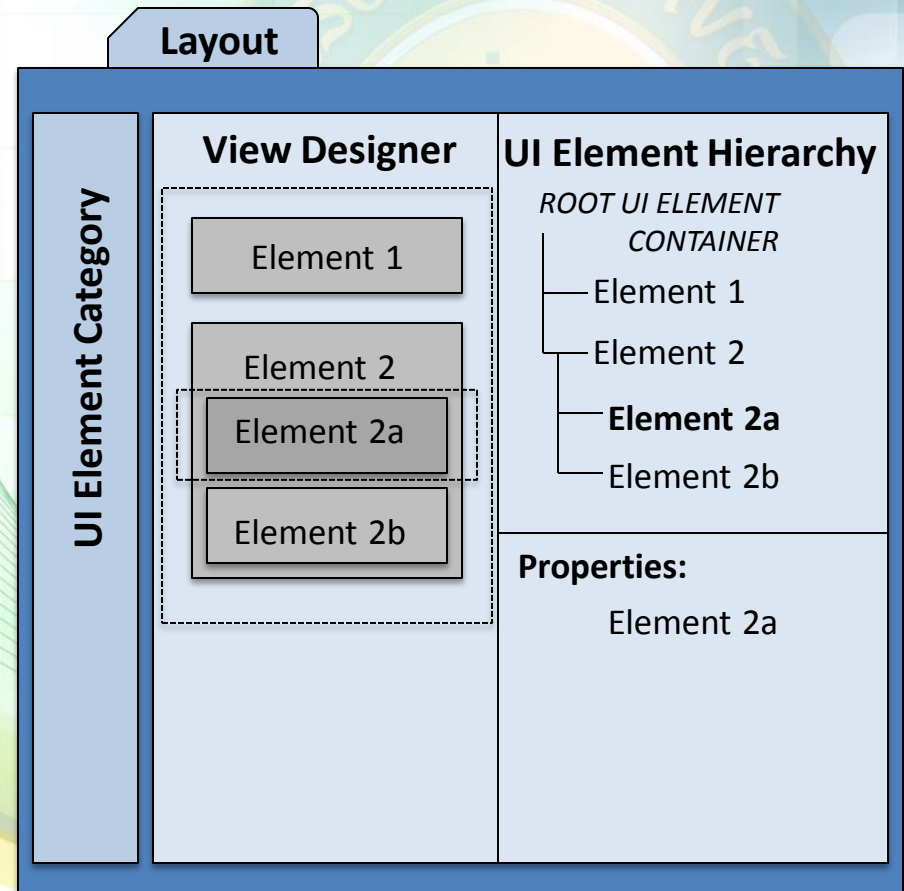 Layout
UI Element Category
View Designer
Element 1
Element 2
Element 2a
Element 2b
UI Element Hierarchy
ROOT UI ELEMENT
CONTAINER
Element 1
Element 2
Element 2a
Element 2b
Properties:
Element 2a